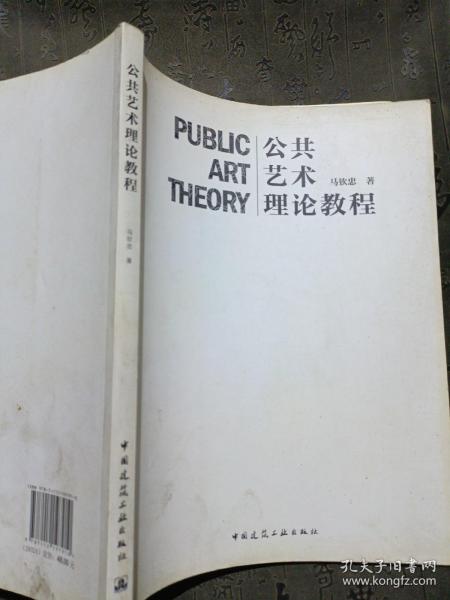 公共艺术理论教程
马钦忠 著
中国建筑工业出版社
PUBLIC
ART
THEORY
公共
艺术
马钦忠 著
理论教程
中国建筑工业出版社
孔夫子旧书网
www.kongfz.com